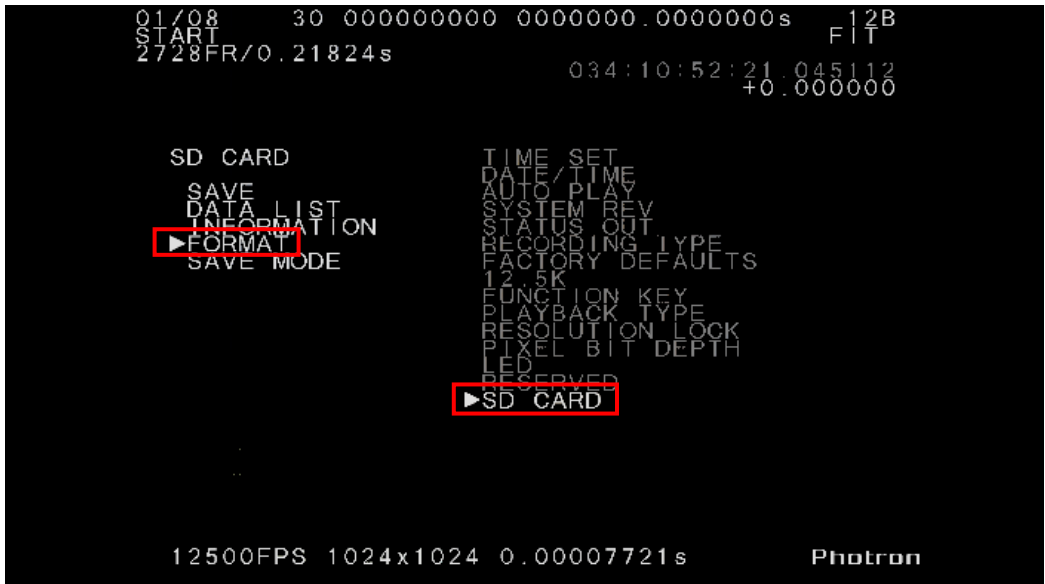 01/08 30 000000000 0000000.0000000s 12B
START FIT
2728FR/0.21824s
034:10:52:21.045112
+0.000000
SD CARD
SAVE
DATA LIST
INFORMATION
▶FORMAT
SAVE MODE
TIME SET
DATE/TIME
AUTO PLAY
SYSTEM REV
STATUS OUT
RECORDING TYPE
FACTORY DEFAULTS
12.5K
FUNCTION KEY
PLAYBACK TYPE
RESOLUTION LOCK
PIXEL BIT DEPTH
LED
RESERVED
▶SD CARD
12500FPS 1024x1024 0.00007721s Photron